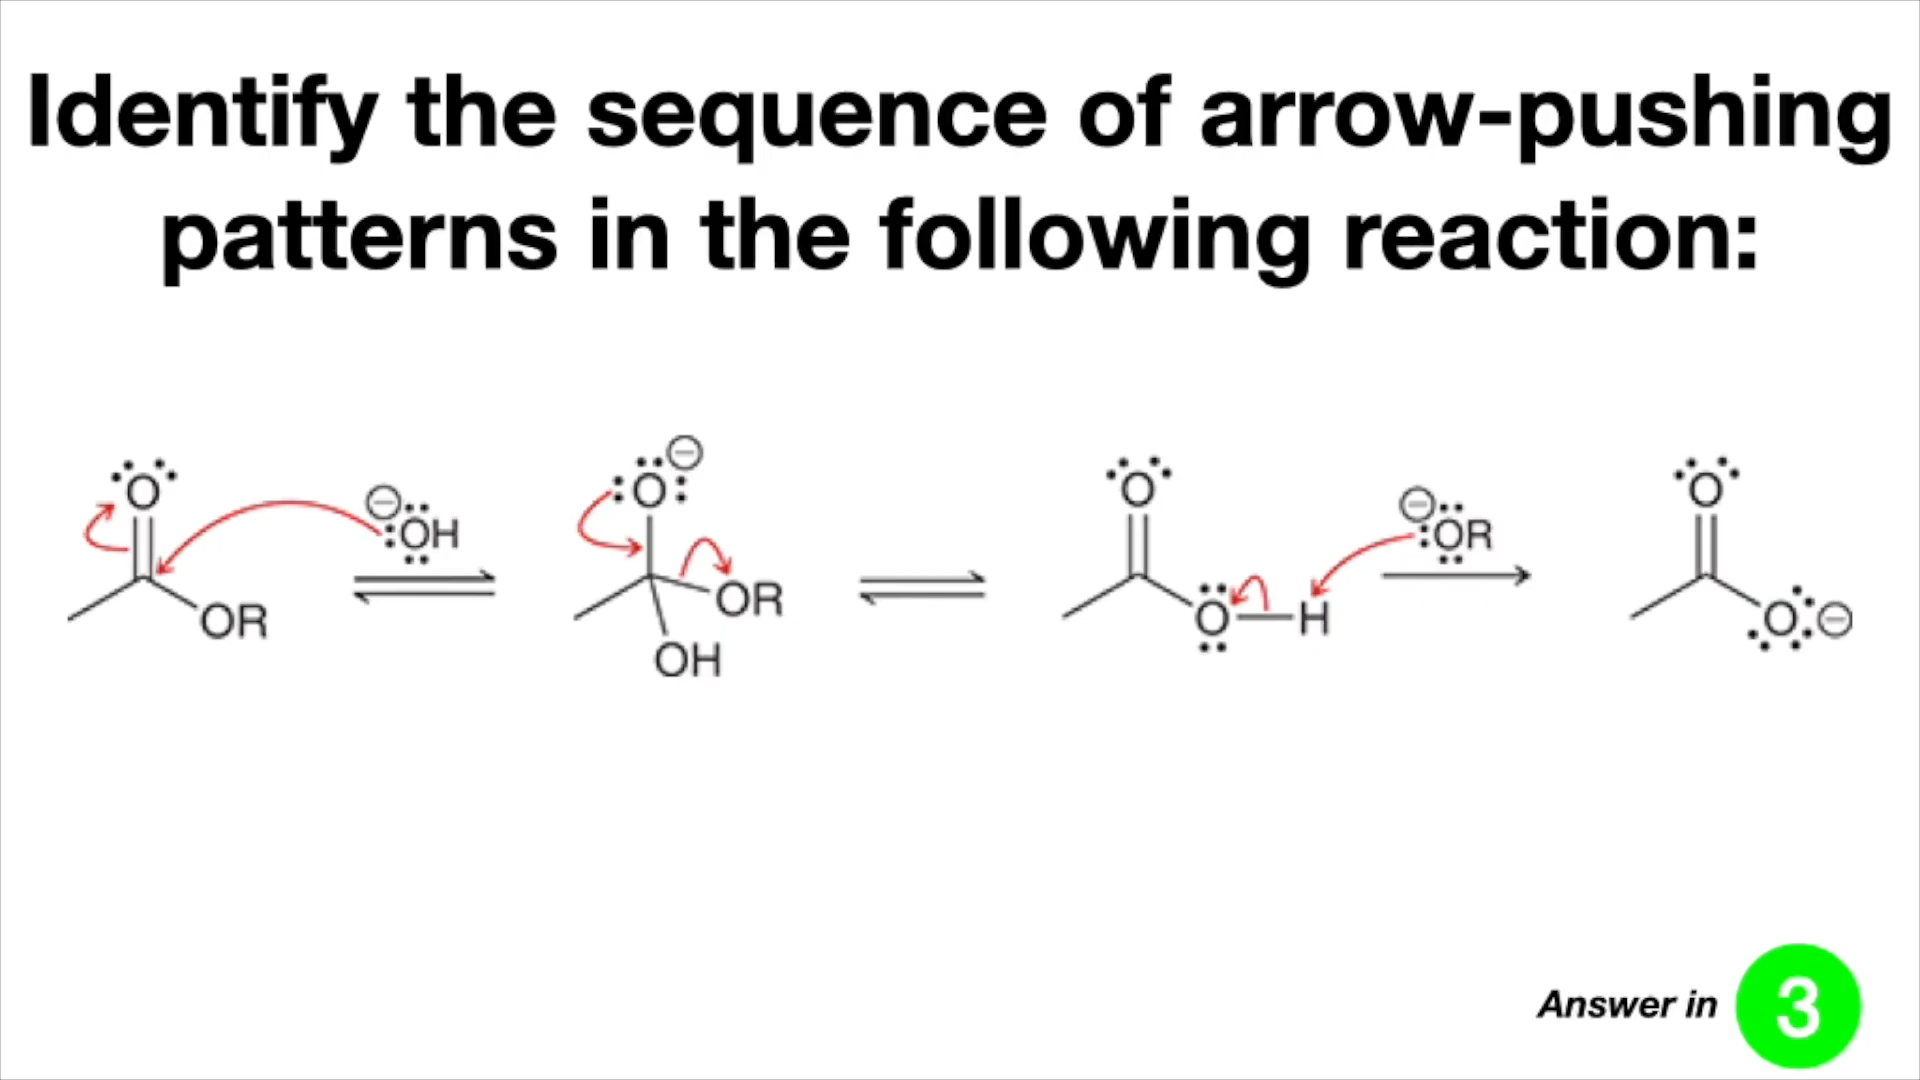 Identify the sequence of arrow-pushing
patterns in the following reaction:
O
OH
OR
O
OR
OH
O
O H
OR
O
O
Answer in 3